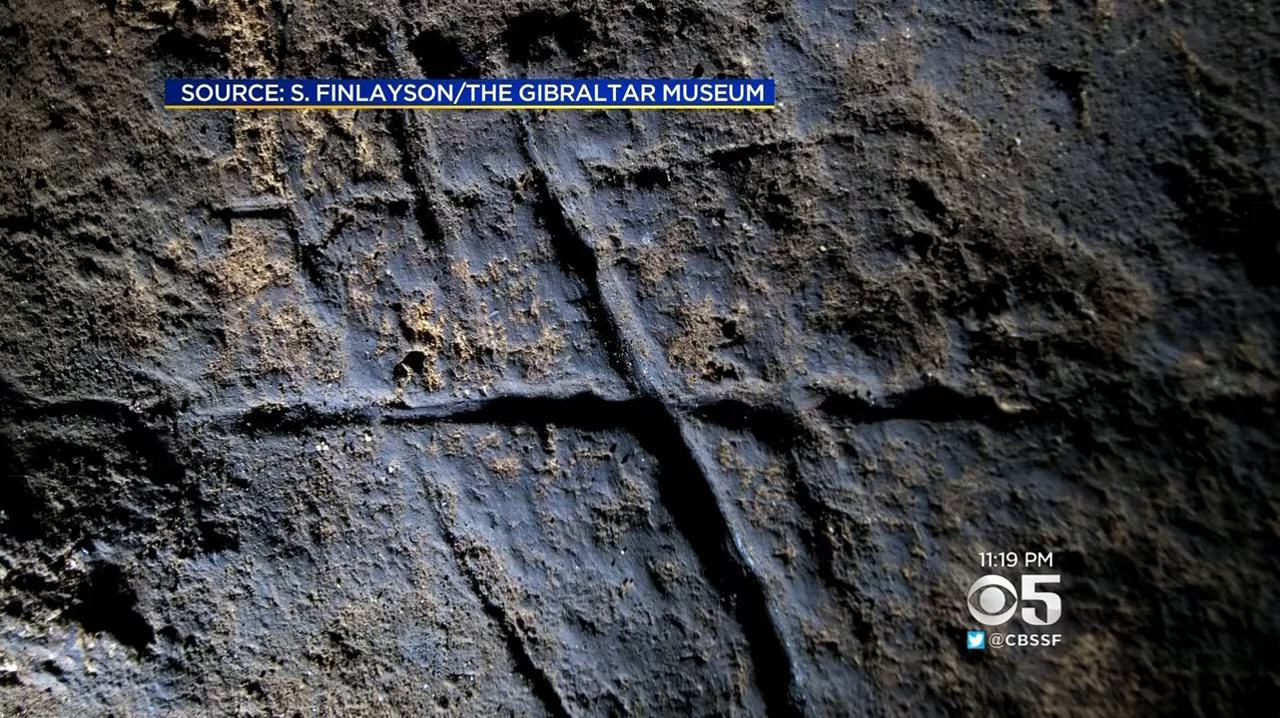 SOURCE: S. FINLAYSON/THE GIBRALTAR MUSEUM
11:19 PM
5
@CBSSF